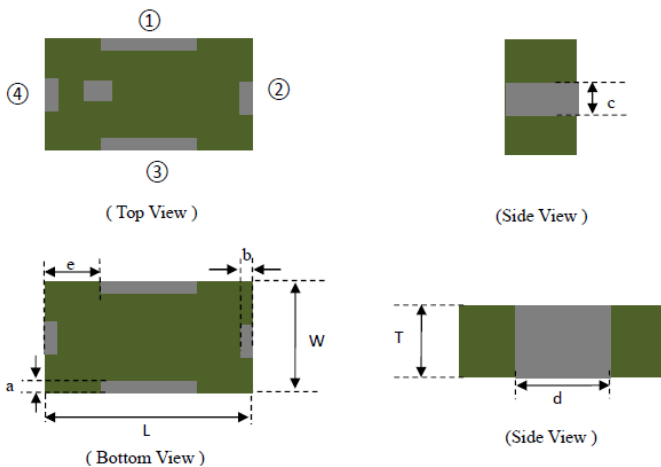 ①
④
②
③
c
( Top View )
(Side View )
e
b
W
T
a
d
L
( Bottom View )
(Side View )